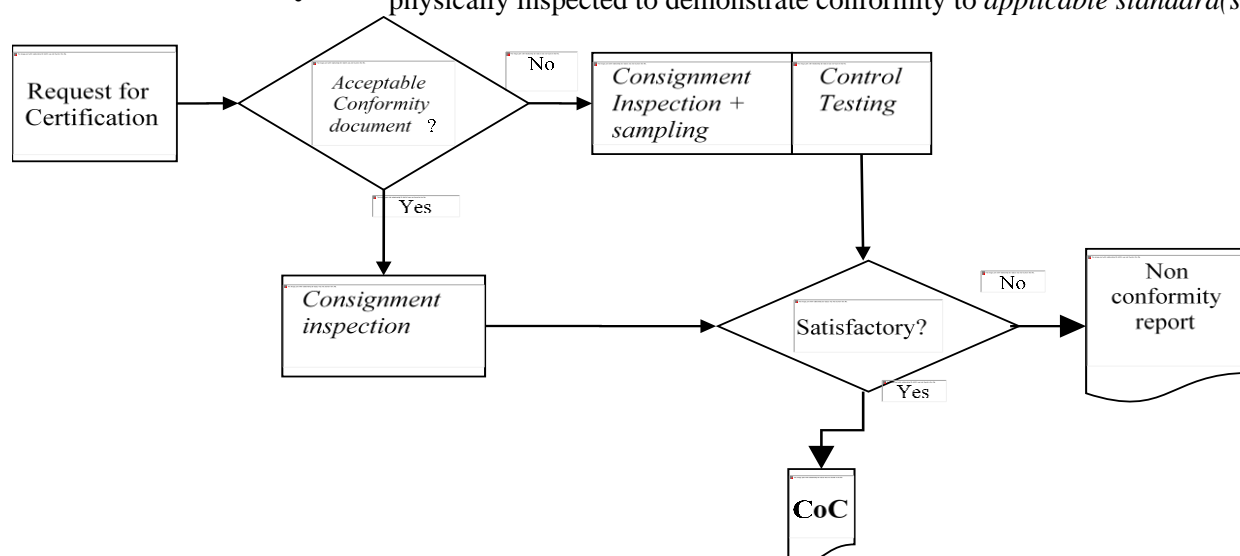 physically inspected to demonstrate conformity to applicable standard(s
Request for
Certification
Acceptable
Conformity
document ?
No
Consignment
Inspection +
sampling
Control
Testing
Yes
Consignment
inspection
Satisfactory?
No
Non
conformity
report
Yes
CoC